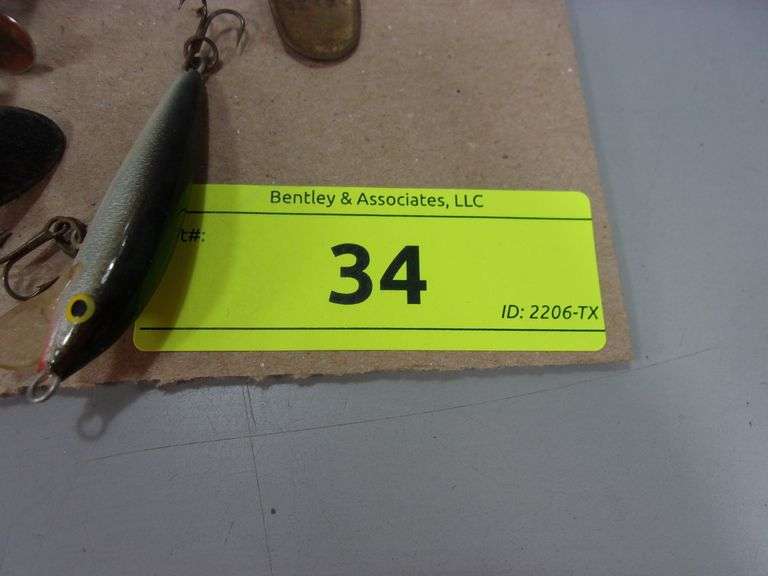 Bentley & Associates, LLC
t#:
34
ID: 2206-TX